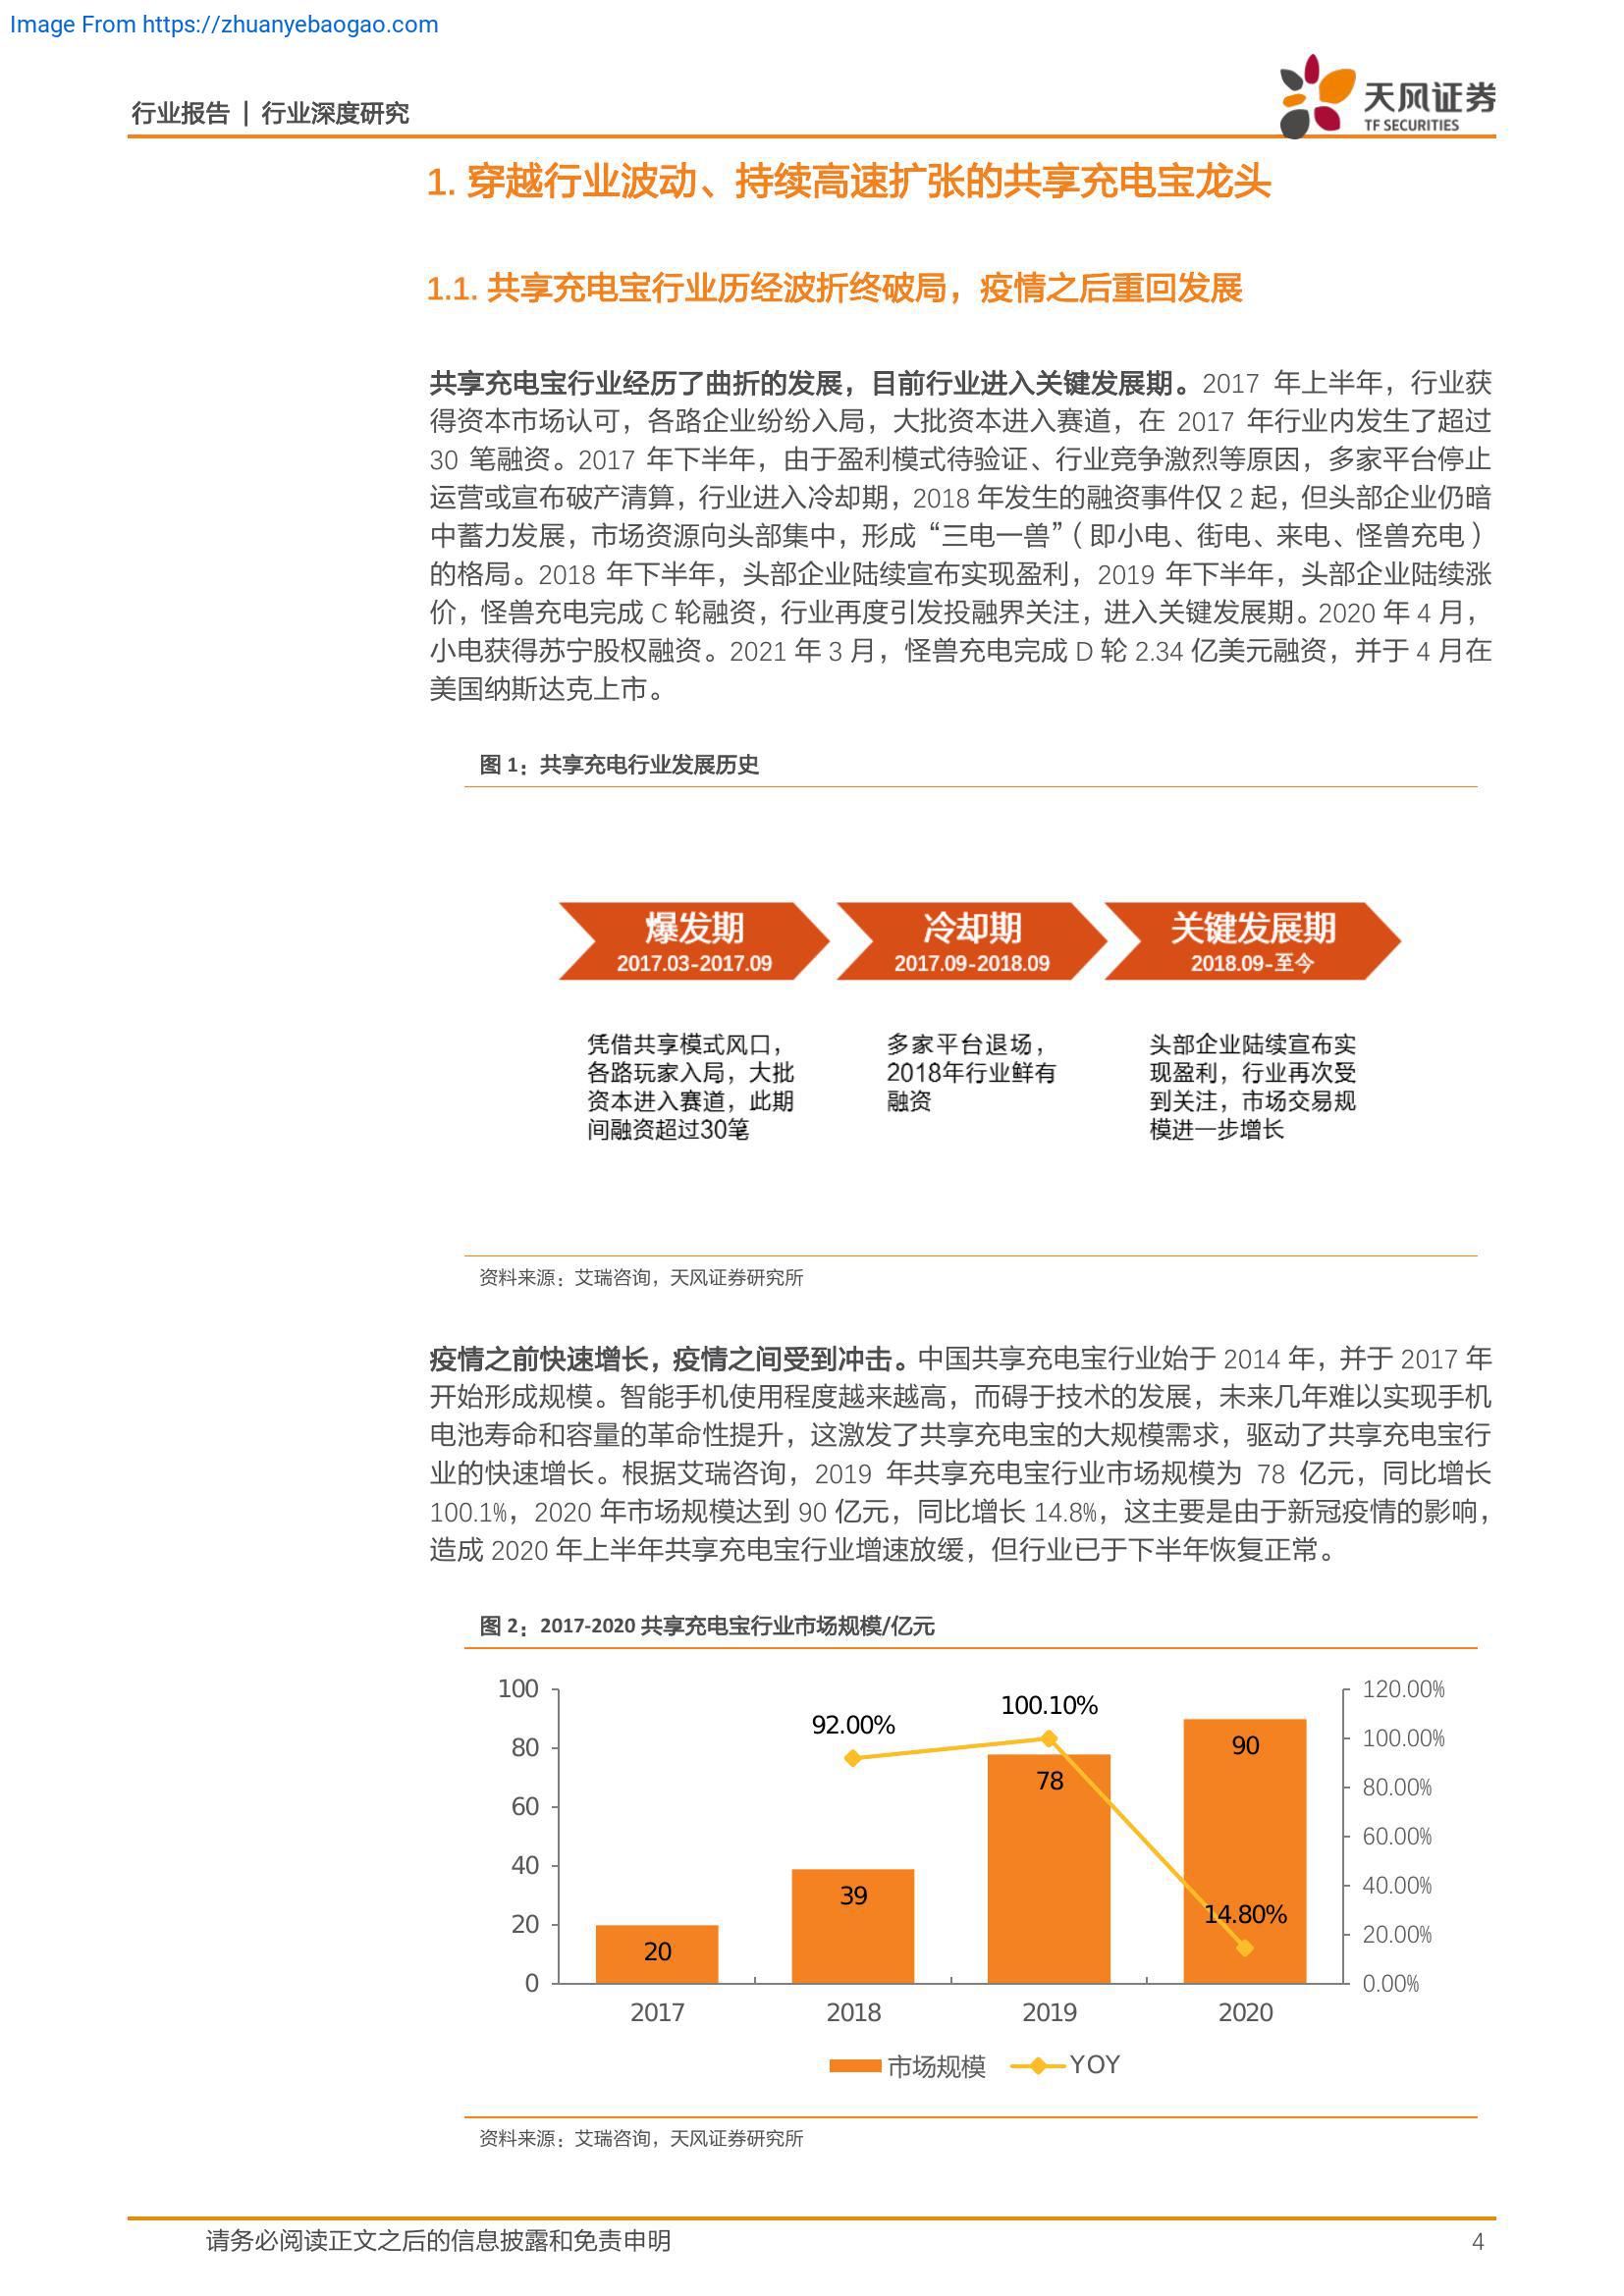 Image From https://zhuanyebaogao.com
行业报告 | 行业深度研究
天风证券
TF SECURITIES
1. 穿越行业波动、持续高速扩张的共享充电宝龙头
1.1. 共享充电宝行业历经波折终破局，疫情之后重回发展
共享充电宝行业经历了曲折的发展，目前行业进入关键发展期。2017 年上半年，行业获
得资本市场认可，各路企业纷纷入局，大批资本进入赛道，在 2017 年行业内发生了超过
30 笔融资。2017 年下半年，由于盈利模式待验证、行业竞争激烈等原因，多家平台停止
运营或宣布破产清算，行业进入冷却期，2018 年发生的融资事件仅 2 起，但头部企业仍暗
中蓄力发展，市场资源向头部集中，形成“三电一兽”（即小电、街电、来电、怪兽充电）
的格局。2018 年下半年，头部企业陆续宣布实现盈利，2019 年下半年，头部企业陆续涨
价，怪兽充电完成 C 轮融资，行业再度引发投融界关注，进入关键发展期。2020 年 4 月，
小电获得苏宁股权融资。2021 年 3 月，怪兽充电完成 D 轮 2.34 亿美元融资，并于 4 月在
美国纳斯达克上市。
图 1：共享充电行业发展历史
爆发期
2017.03-2017.09
冷却期
2017.09-2018.09
关键发展期
2018.09-至今
凭借共享模式风口，
各路玩家入局，大批
资本进入赛道，此期
间融资超过30笔
多家平台退场，
2018年行业鲜有
融资
头部企业陆续宣布实
现盈利，行业再次受
到关注，市场交易规
模进一步增长
资料来源：艾瑞咨询，天风证券研究所
疫情之前快速增长，疫情之间受到冲击。中国共享充电宝行业始于 2014 年，并于 2017 年
开始形成规模。智能手机使用程度越来越高，而碍于技术的发展，未来几年难以实现手机
电池寿命和容量的革命性提升，这激发了共享充电宝的大规模需求，驱动了共享充电宝行
业的快速增长。根据艾瑞咨询，2019 年共享充电宝行业市场规模为 78 亿元，同比增长
100.1%，2020 年市场规模达到 90 亿元，同比增长 14.8%，这主要是由于新冠疫情的影响，
造成 2020 年上半年共享充电宝行业增速放缓，但行业已于下半年恢复正常。
图 2：2017-2020 共享充电宝行业市场规模/亿元
100
80
60
40
20
0
120.00%
100.00%
80.00%
60.00%
40.00%
20.00%
0.00%
92.00%
100.10%
14.80%
20
39
78
90
2017
2018
2019
2020
市场规模
YOY
资料来源：艾瑞咨询，天风证券研究所
请务必阅读正文之后的信息披露和免责申明
4